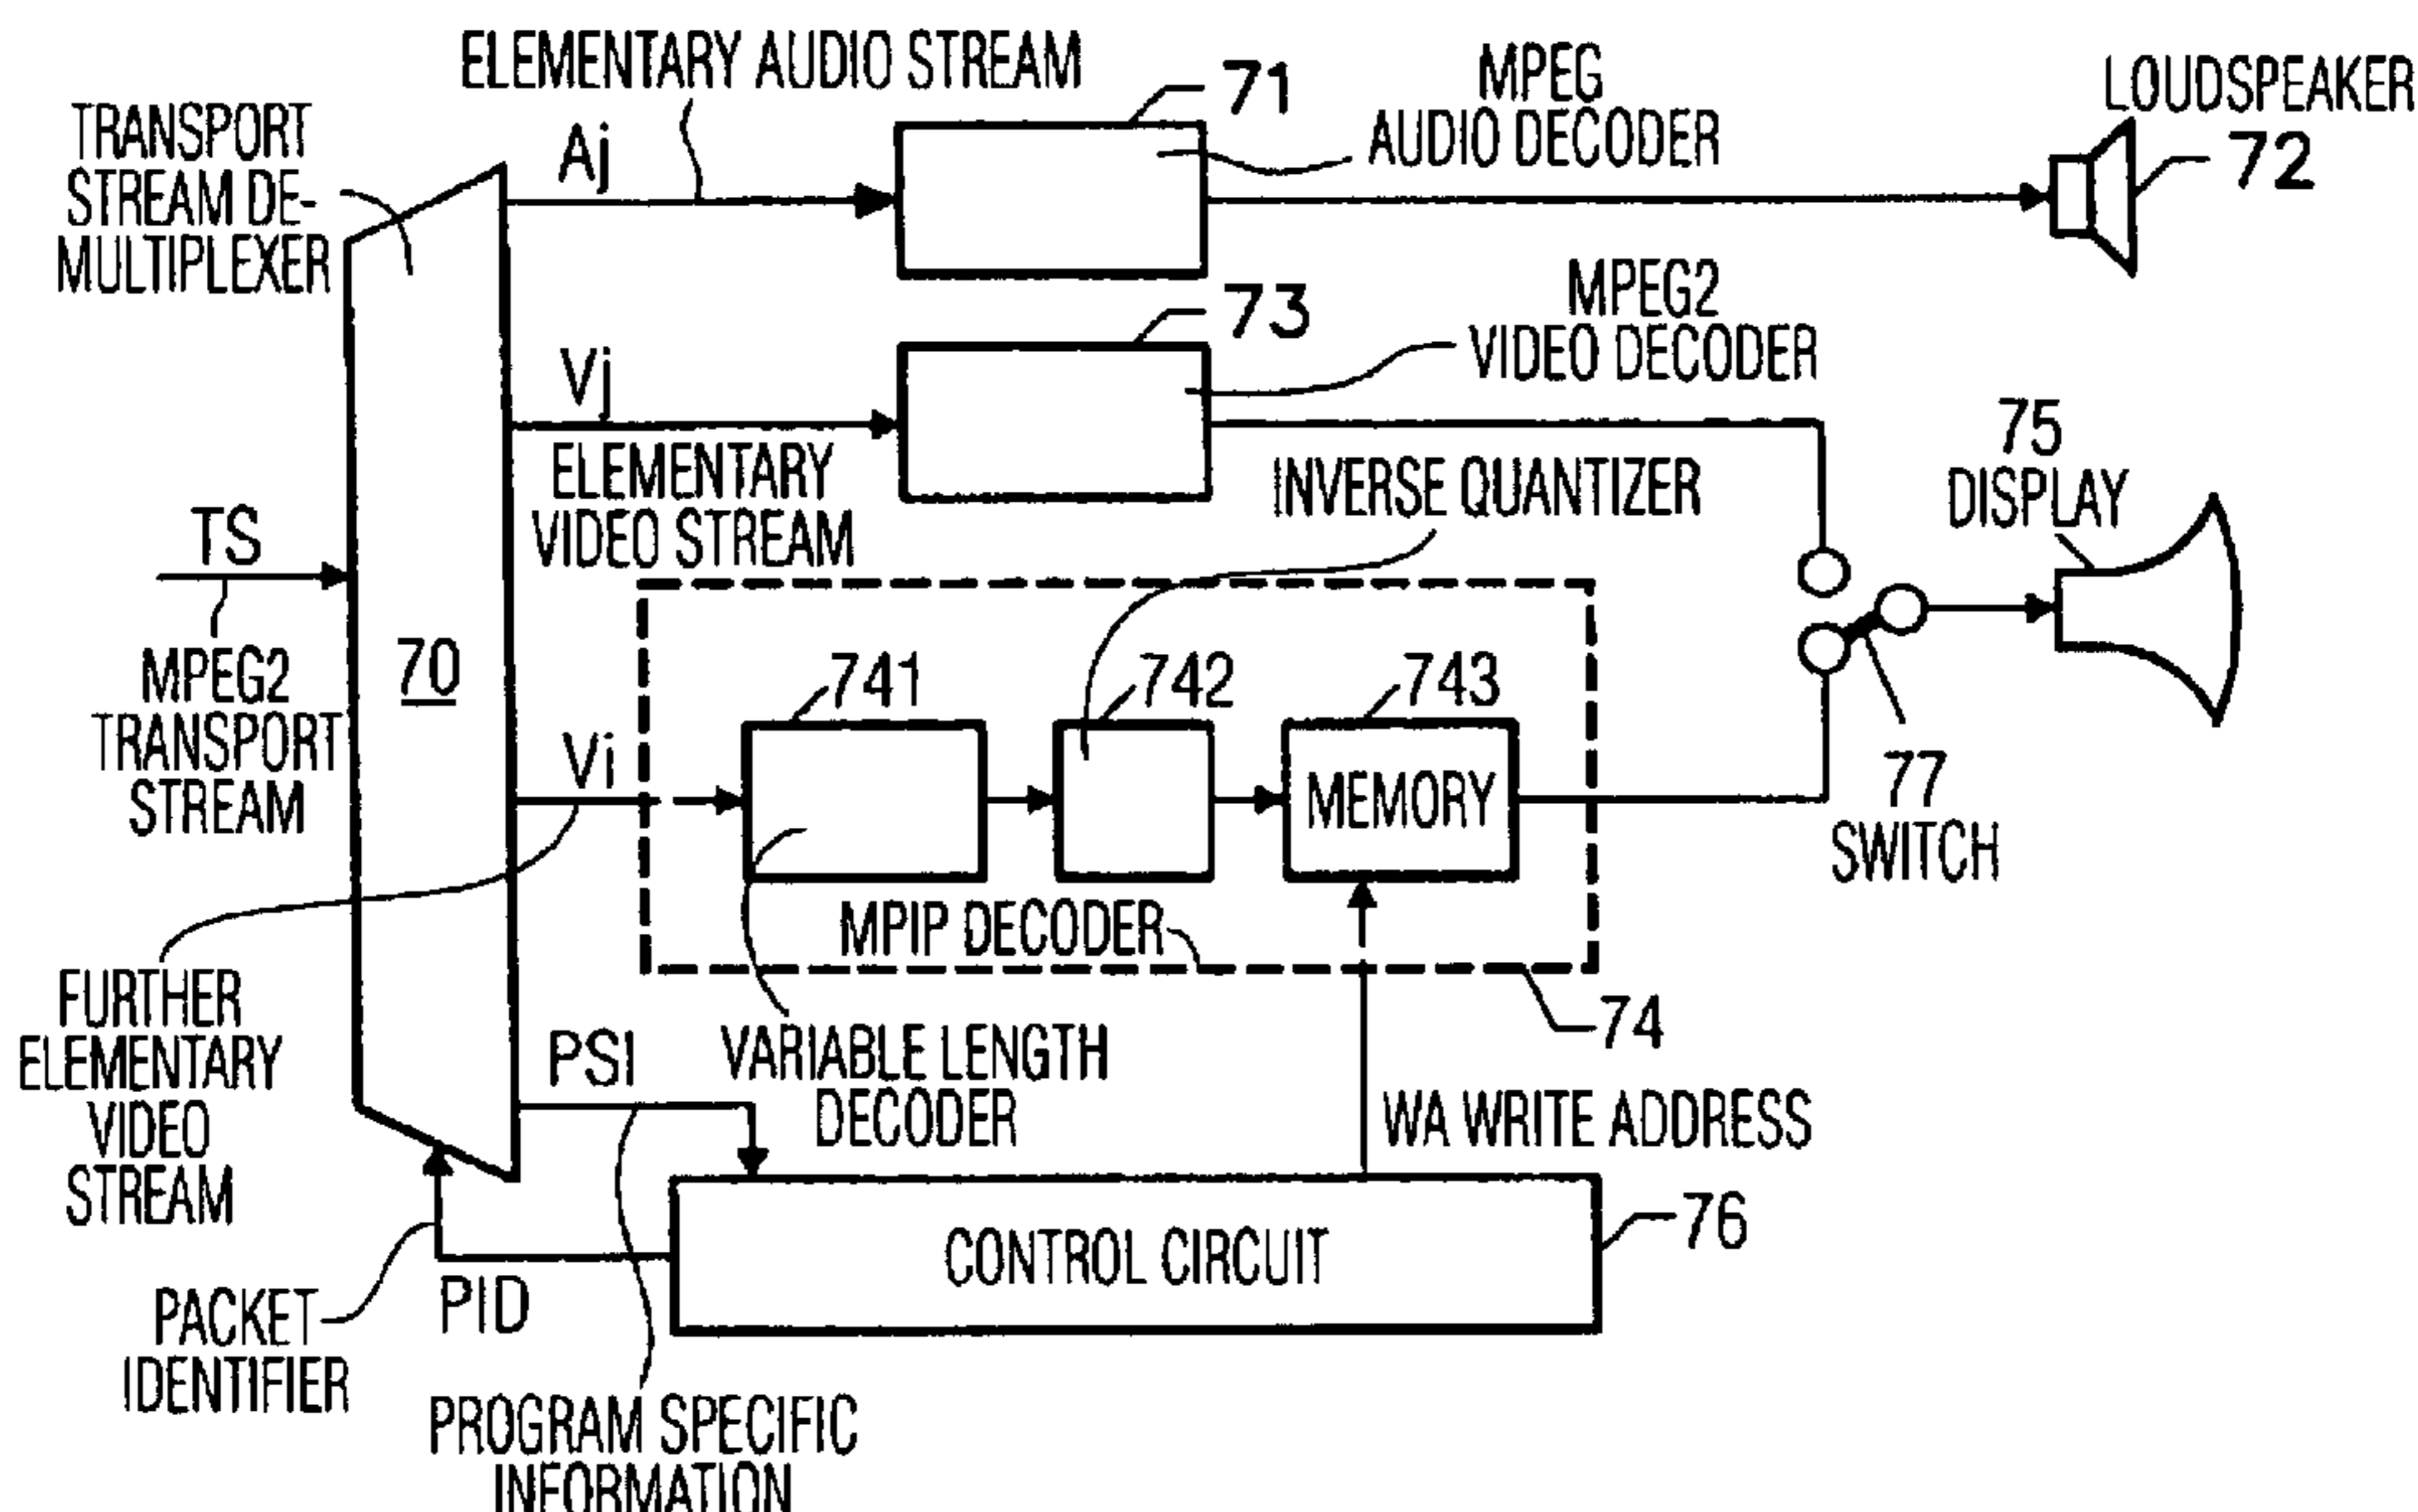 ELEMENTARY AUDIO STREAM
71
MPEG
AUDIO DECODER
LOUDSPEAKER
72
TRANSPORT
STREAM DE-
MULTIPLEXER
Aj
73
MPEG2
VIDEO DECODER
Vj
ELEMENTARY
VIDEO STREAM
INVERSE QUANTIZER
75
DISPLAY
TS
MPEG2
TRANSPORT
STREAM
70
741
742
743
Vi
MEMORY
77
SWITCH
MPIP DECODER
74
FURTHER
ELEMENTARY
VIDEO
STREAM
PSI
VARIABLE LENGTH
DECODER
WA WRITE ADDRESS
CONTROL CIRCUIT
76
PACKET
IDENTIFIER
PID
PROGRAM SPECIFIC
INFORMATION